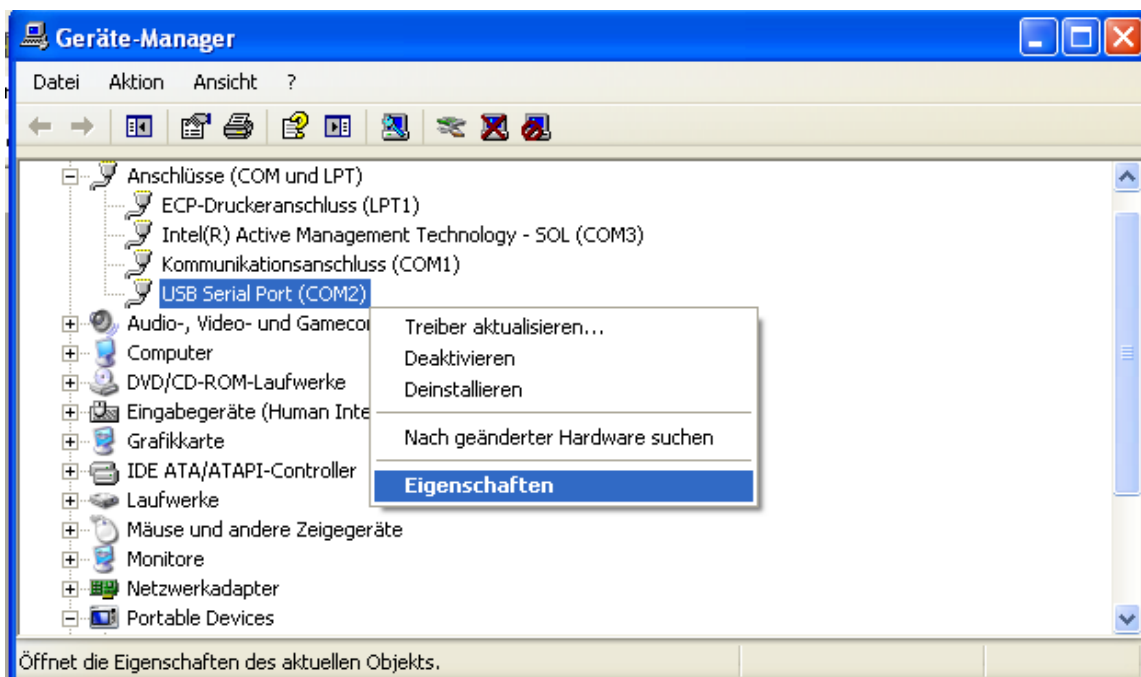 Geräte-Manager
Datei Aktion Ansicht ?
Anschlüsse (COM und LPT)
ECP-Druckeranschluss (LPT1)
Intel(R) Active Management Technology - SOL (COM3)
Kommunikationsanschluss (COM1)
USB Serial Port (COM2)
Audio-, Video- und Gamecon
Computer
DVD/CD-ROM-Laufwerke
Eingabegeräte (Human Inte
Grafikkarte
IDE ATA/ATAPI-Controller
Laufwerke
Mäuse und andere Zeigegeräte
Monitore
Netzwerkadapter
Portable Devices
Treiber aktualisieren...
Deaktivieren
Deinstallieren
Nach geänderter Hardware suchen
Eigenschaften
Öffnet die Eigenschaften des aktuellen Objekts.